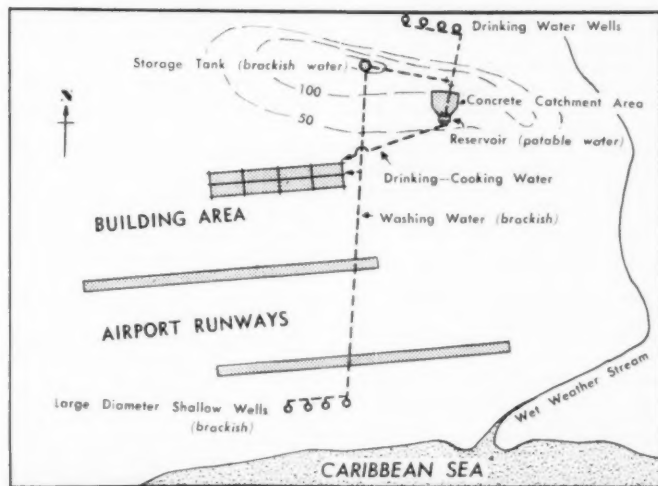 Drinking Water Wells
Storage Tank (brackish water)
100
Concrete Catchment Area
50
N
Reservoir (patable water)
Drinking—Cooking Water
BUILDING AREA
Washing Water (brackish)
AIRPORT RUNWAYS
Large Diameter Shallow Wells
(brackish)
Wet Weather Stream
CARIBBEAN SEA